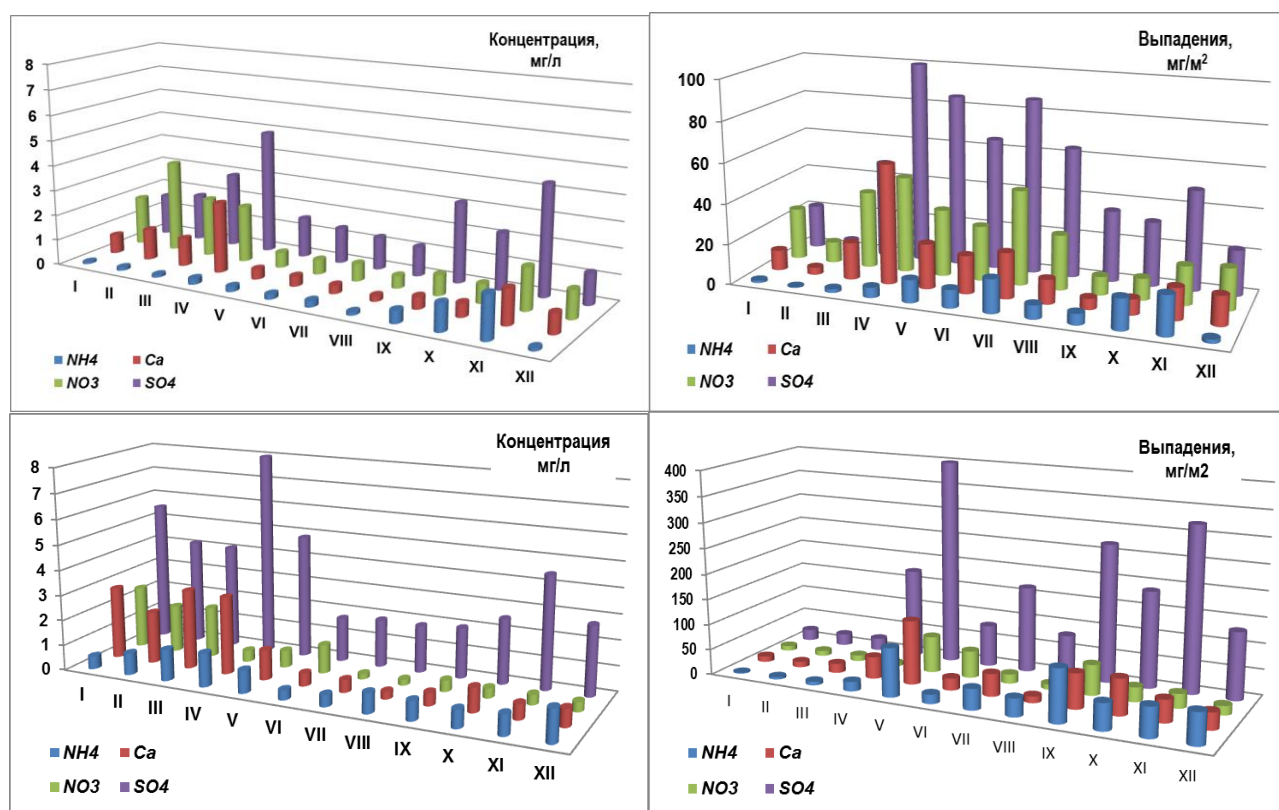 Концентрация,
мг/л
8
7
6
5
4
3
2
1
0
I
II
III
IV
V
VI
VII
VIII
IX
X
XI
XII
NH4
Ca
NO3
SO4
Выпадения,
мг/м²
100
80
60
40
20
0
I
II
III
IV
V
VI
VII
VIII
IX
X
XI
XII
NH4
Ca
NO3
SO4
Концентрация
мг/л
8
7
6
5
4
3
2
1
0
I
II
III
IV
V
VI
VII
VIII
IX
X
XI
XII
NH4
Ca
NO3
SO4
Выпадения,
мг/м2
400
350
300
250
200
150
100
50
0
I
II
III
IV
V
VI
VII
VIII
IX
X
XI
XII
NH4
Ca
NO3
SO4